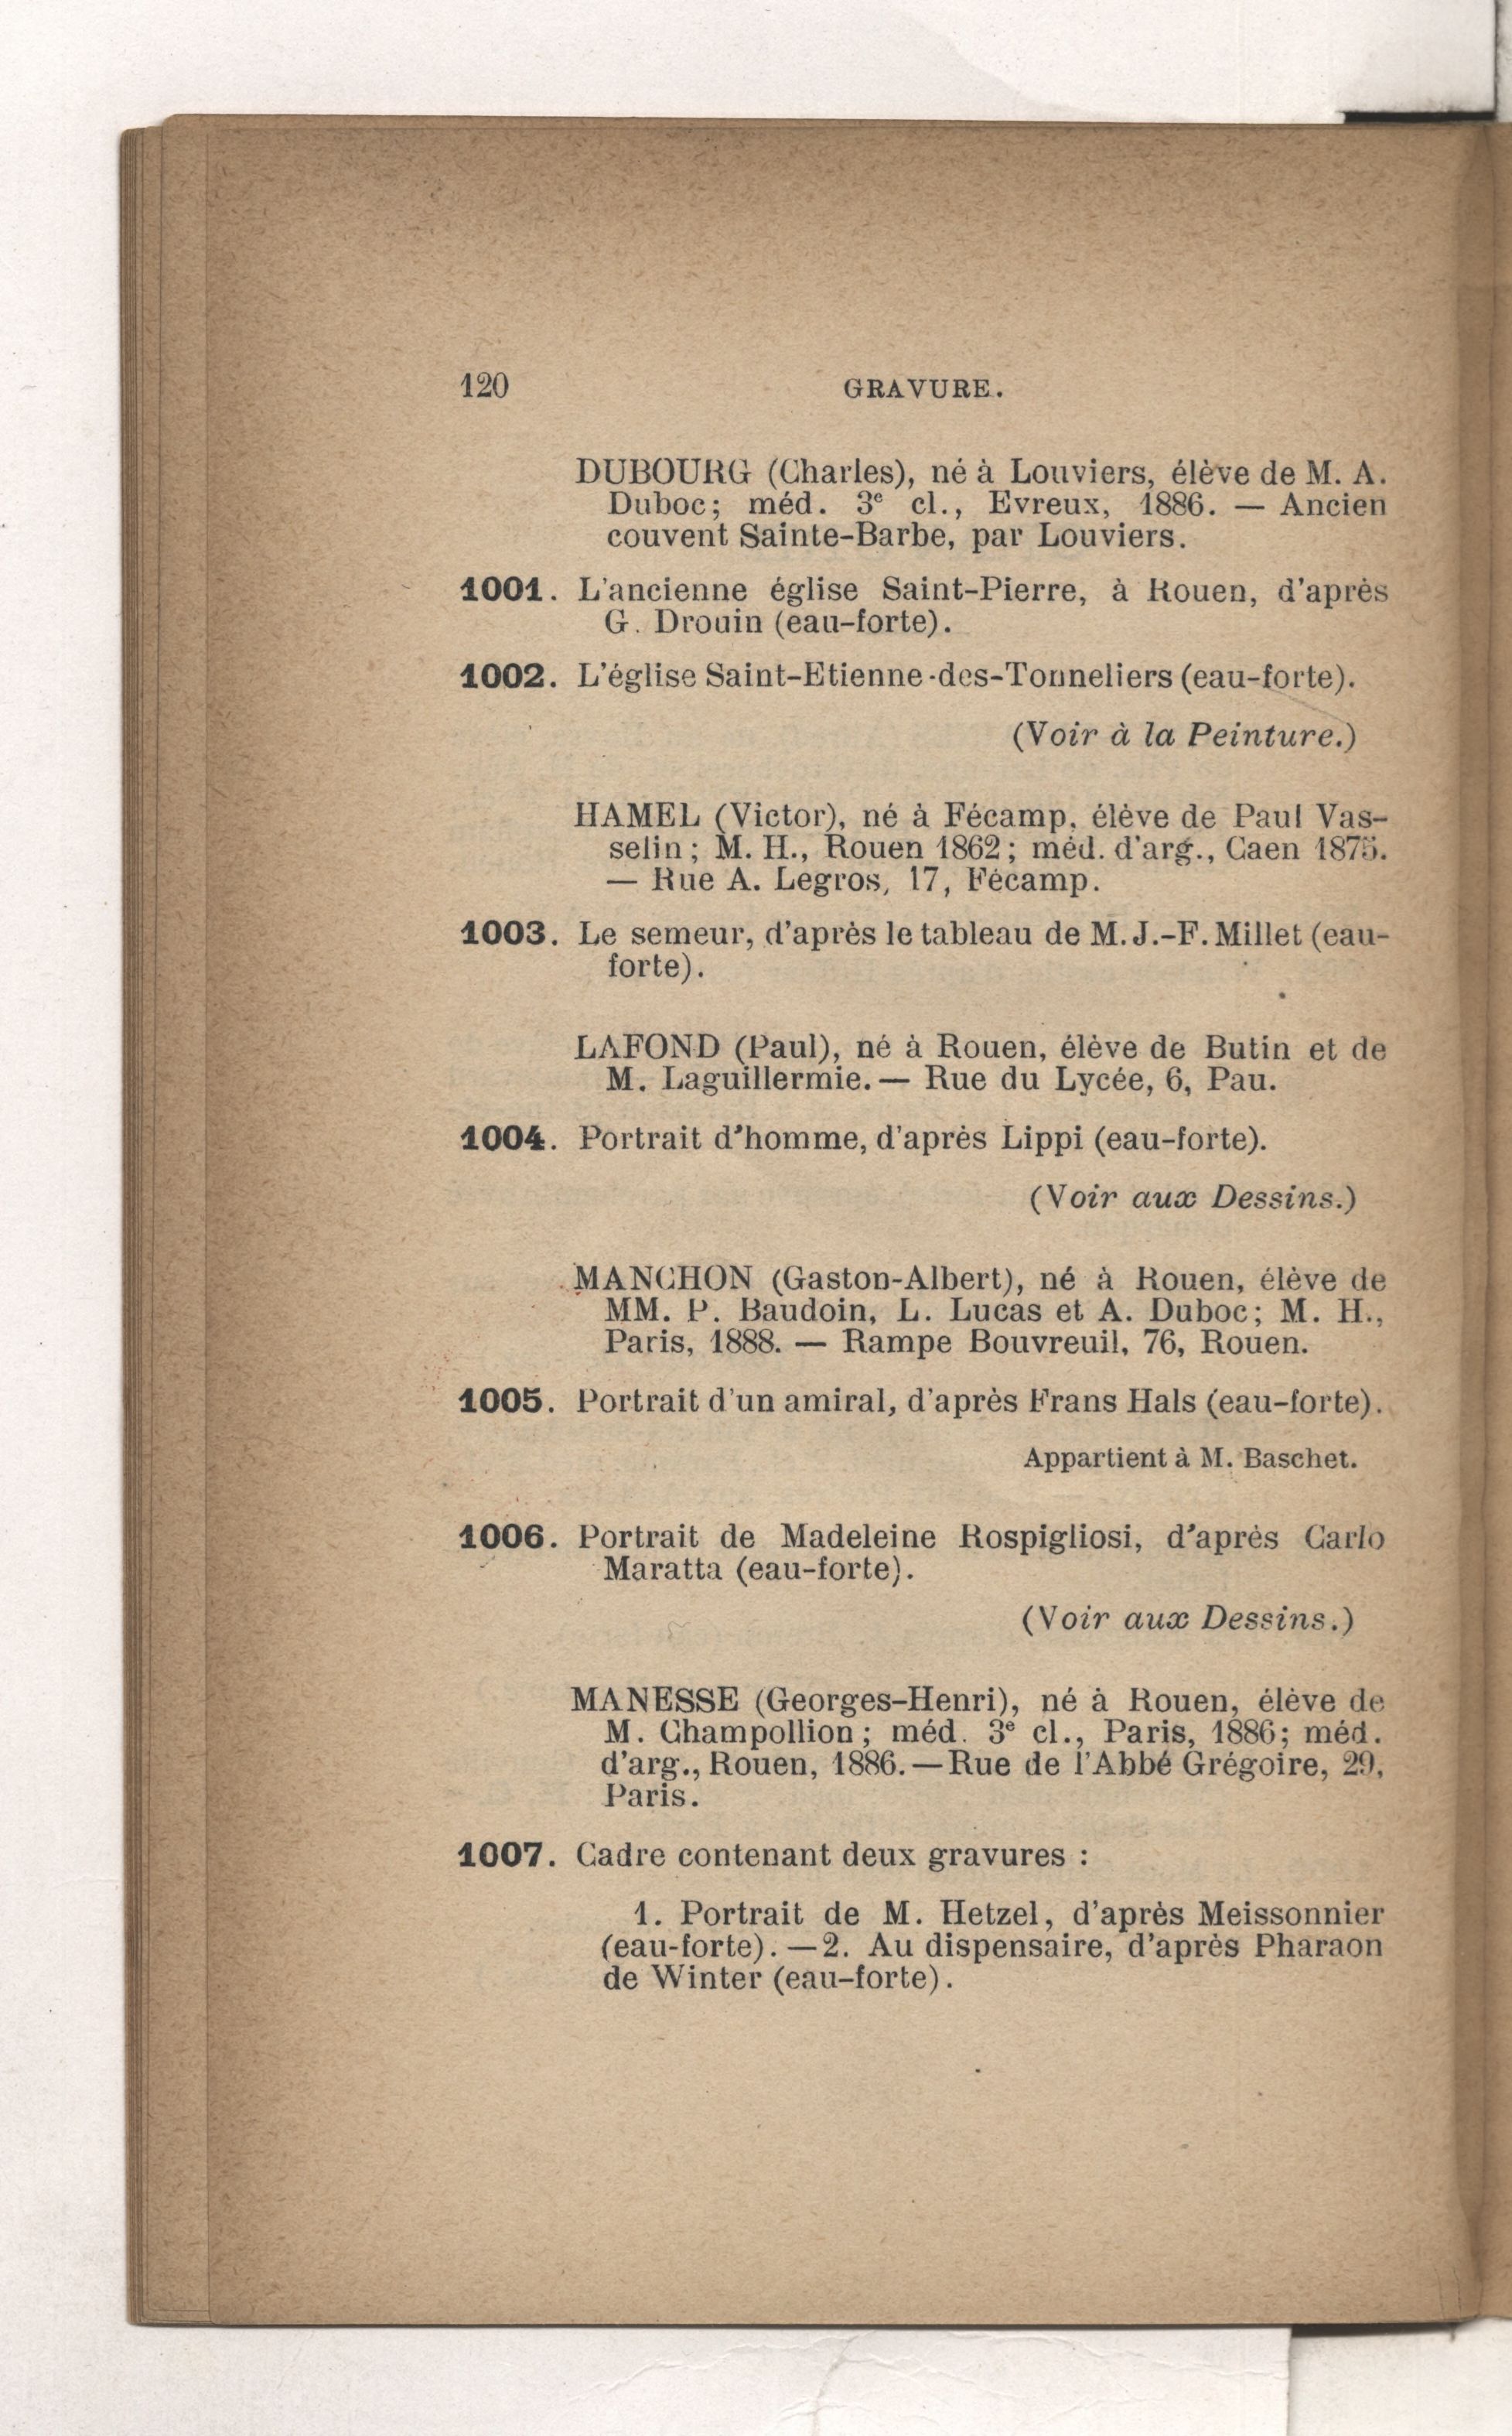 120
GRAVURE.
DUBOURG (Charles), né à Louviers, élève de M. A.
Duboc; méd. 3e cl., Evreux, 1886. — Ancien
couvent Sainte-Barbe, par Louviers.
1001. L'ancienne église Saint-Pierre, à Rouen, d'après
G. Drouin (eau-forte).
1002. L'église Saint-Etienne-des-Tonneliers (eau-forte).
(Voir à la Peinture.)
HAMEL (Victor), né à Fécamp, élève de Paul Vas-
selin; M. H., Rouen 1862; méd. d'arg., Caen 1875.
— Rue A. Legros, 17, Fécamp.
1003. Le semeur, d'après le tableau de M. J.-F. Millet (eau-
forte).
LAFOND (Paul), né à Rouen, élève de Butin et de
M. Laguillermie. — Rue du Lycée, 6, Pau.
1004. Portrait d'homme, d'après Lippi (eau-forte).
(Voir aux Dessins.)
MANCHON (Gaston-Albert), né à Rouen, élève de
MM. P. Baudoin, L. Lucas et A. Duboc; M. H.,
Paris, 1888. — Rampe Bouvreuil, 76, Rouen.
1005. Portrait d'un amiral, d'après Frans Hals (eau-forte).
Appartient à M. Baschet.
1006. Portrait de Madeleine Rospigliosi, d'après Carlo
Maratta (eau-forte).
(Voir aux Dessins.)
MANESSE (Georges-Henri), né à Rouen, élève de
M. Champollion; méd. 3e cl., Paris, 1886; méd.
d'arg., Rouen, 1886. — Rue de l'Abbé Grégoire, 29,
Paris.
1007. Cadre contenant deux gravures :
1. Portrait de M. Hetzel, d'après Meissonnier
(eau-forte). — 2. Au dispensaire, d'après Pharaon
de Winter (eau-forte).